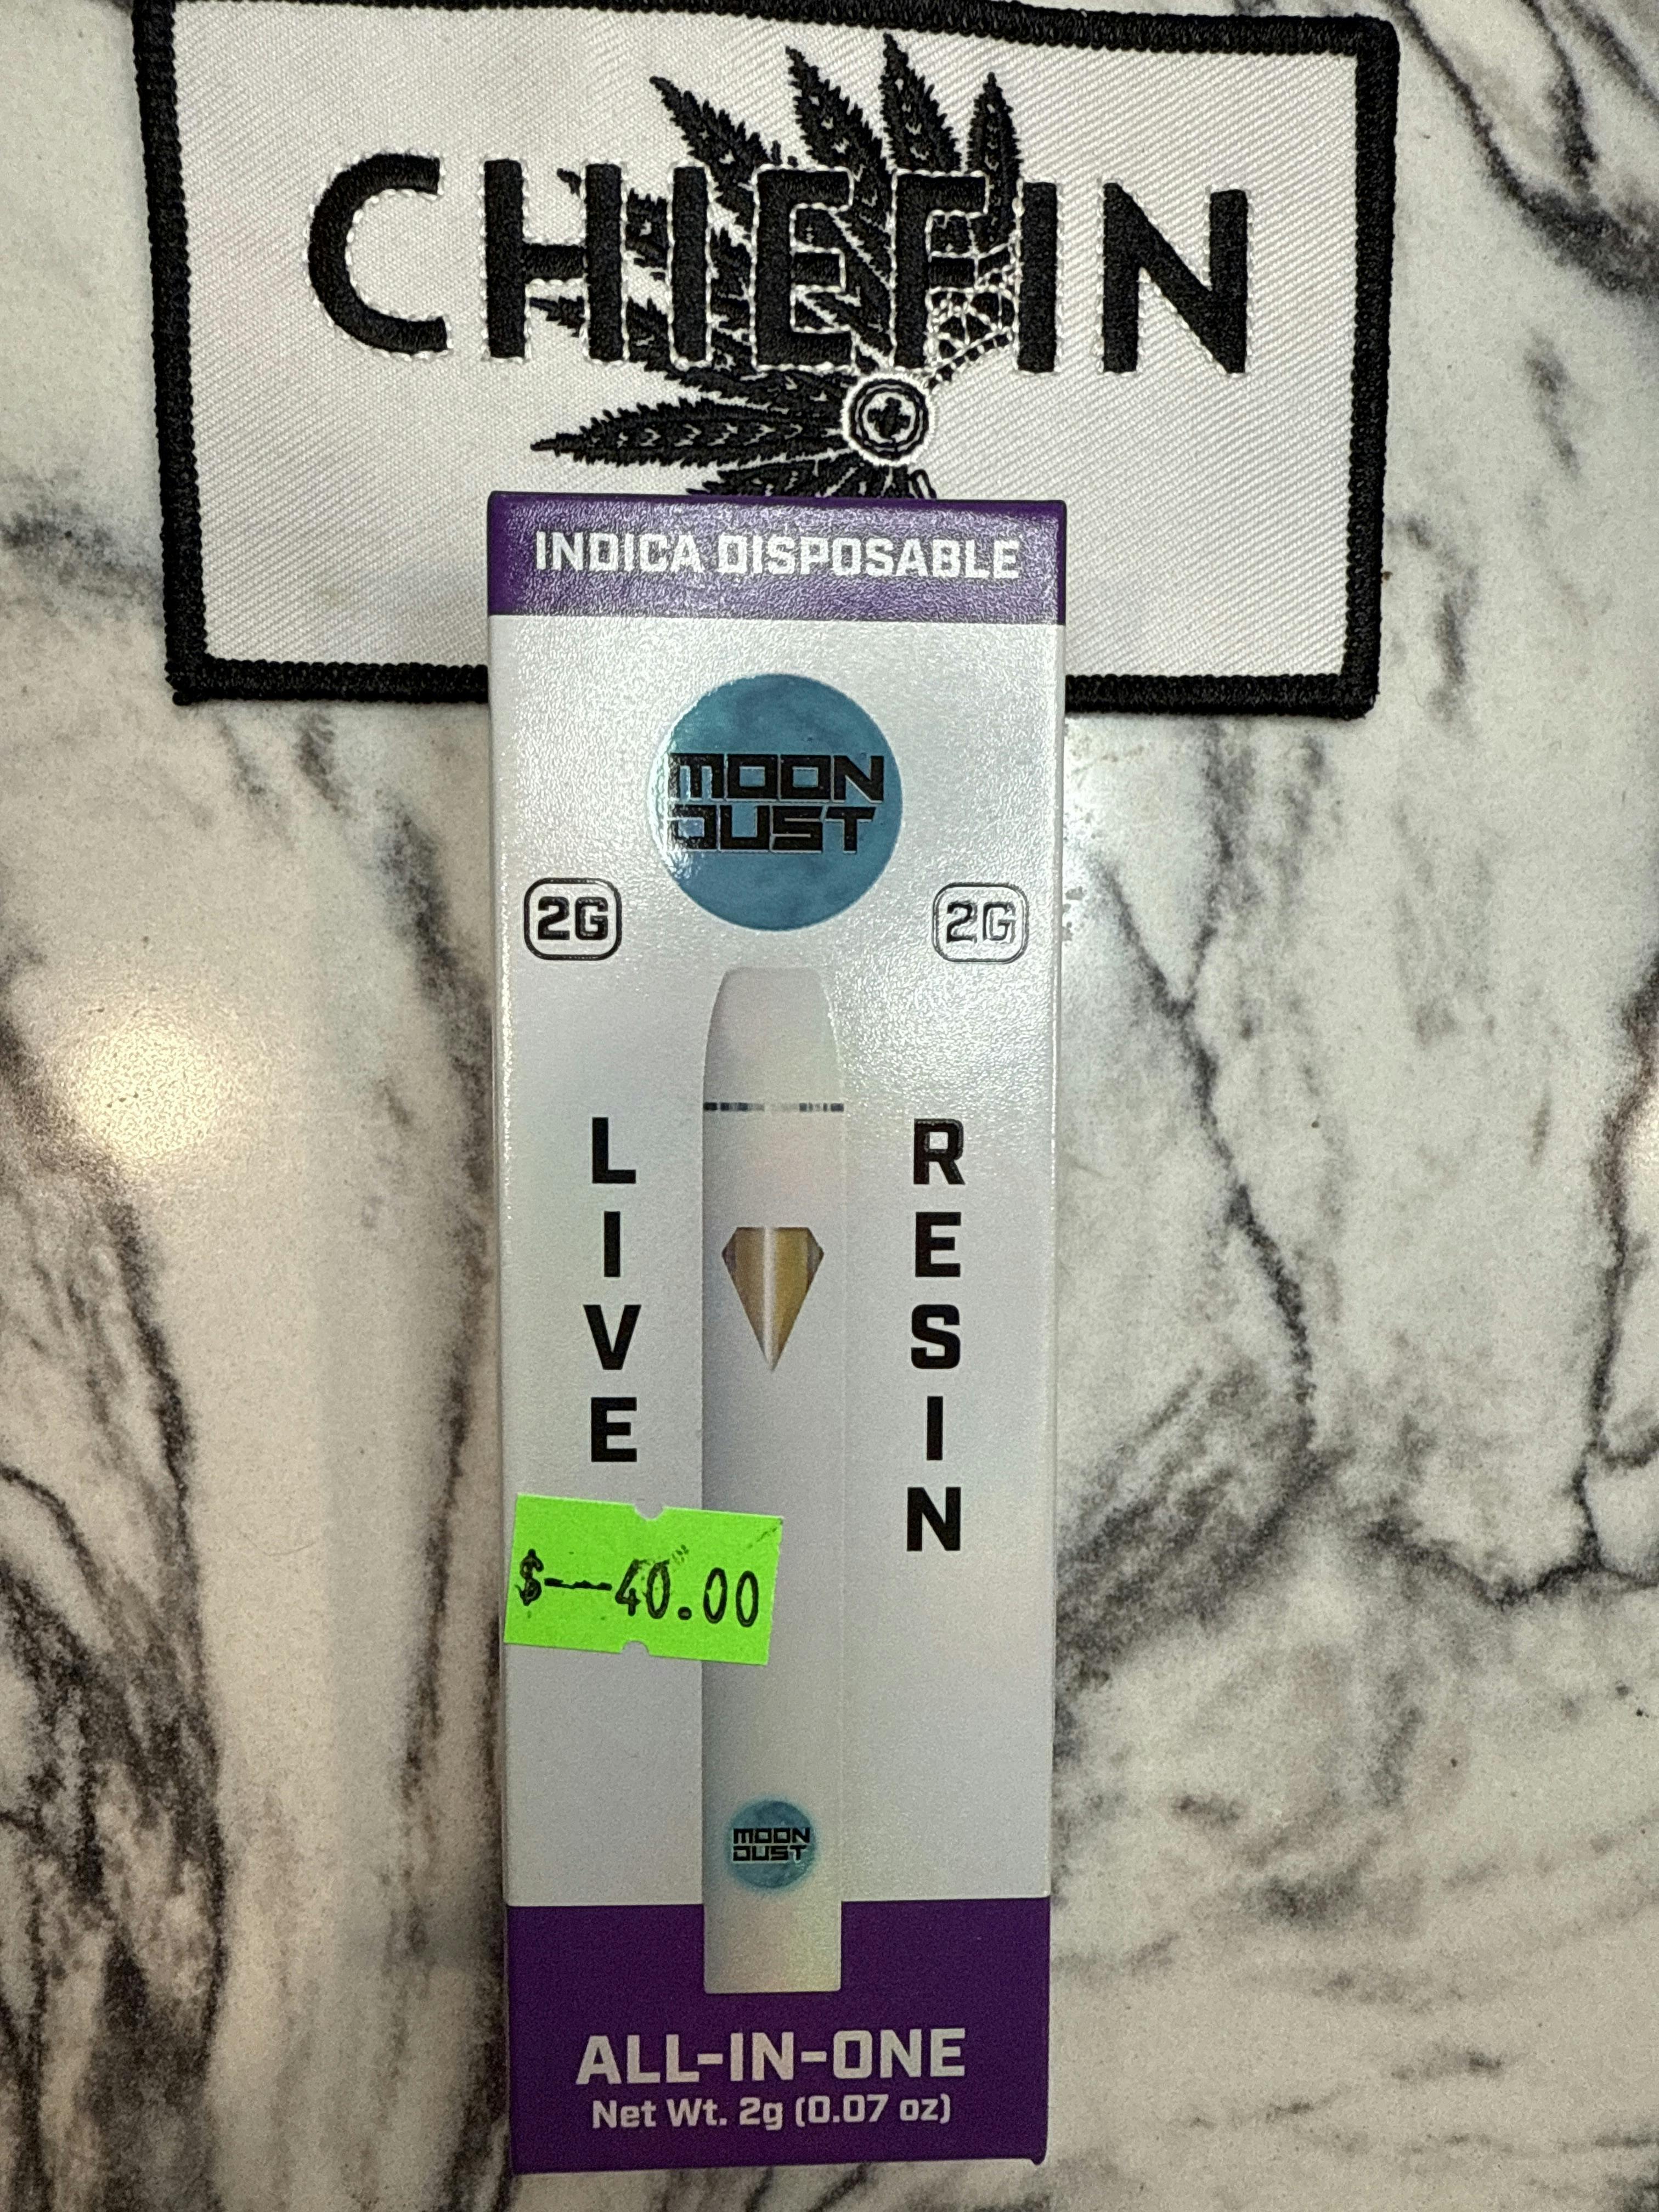 CHIEFIN
INDICA DISPOSABLE
MOON
DUST
2G
2G
LIVE
RESIN
$--40.00
MOON
DUST
ALL-IN-ONE
Net Wt. 2g (0.07 oz)